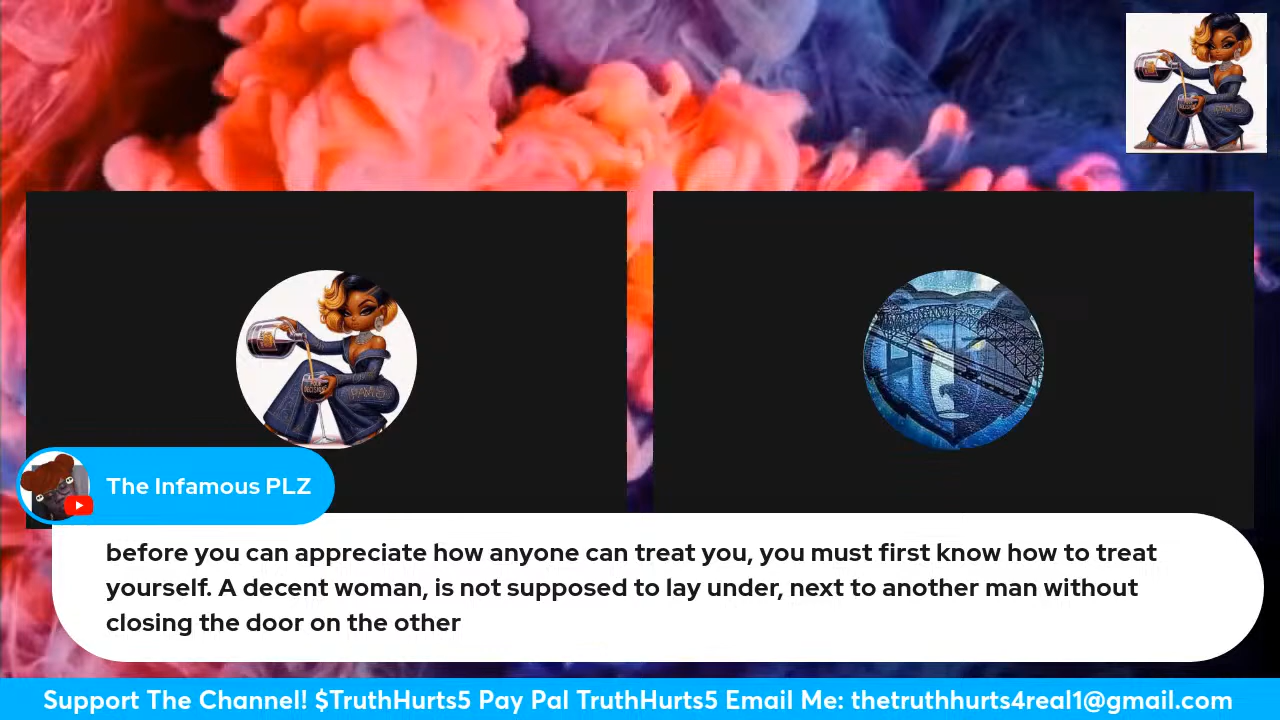 The Infamous PLZ
before you can appreciate how anyone can treat you, you must first know how to treat
yourself. A decent woman, is not supposed to lay under, next to another man without
closing the door on the other
Support The Channel! $TruthHurts5 Pay Pal TruthHurts5 Email Me: thetruthhurts4real1@gmail.com